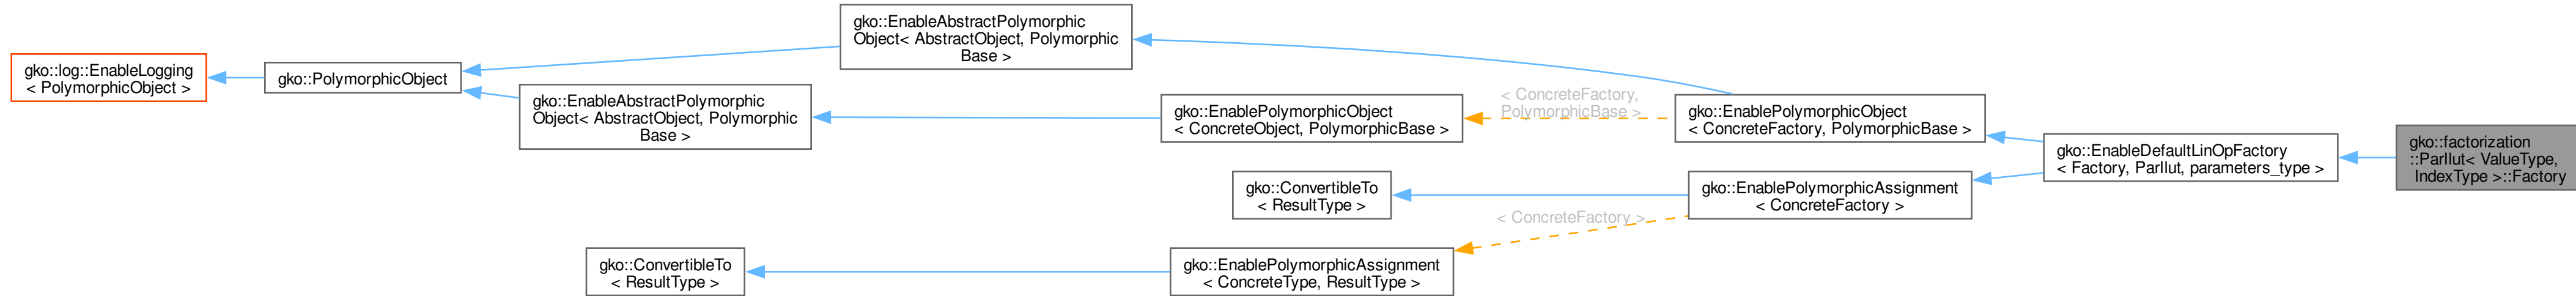 gko::log::EnableLogging
< PolymorphicObject >
gko::PolymorphicObject
gko::EnableAbstractPolymorphic
Object< AbstractObject, Polymorphic
Base >
gko::EnableAbstractPolymorphic
Object< AbstractObject, Polymorphic
Base >
gko::EnablePolymorphicObject
< ConcreteObject, PolymorphicBase >
< ConcreteFactory,
PolymorphicBase >
gko::EnablePolymorphicObject
< ConcreteFactory, PolymorphicBase >
gko::ConvertibleTo
< ResultType >
gko::EnablePolymorphicAssignment
< ConcreteFactory >
< ConcreteFactory >
gko::ConvertibleTo
< ResultType >
gko::EnablePolymorphicAssignment
< ConcreteType, ResultType >
gko::EnableDefaultLinOpFactory
< Factory, ParIlut, parameters_type >
gko::factorization
::ParIlut< ValueType,
IndexType >::Factory